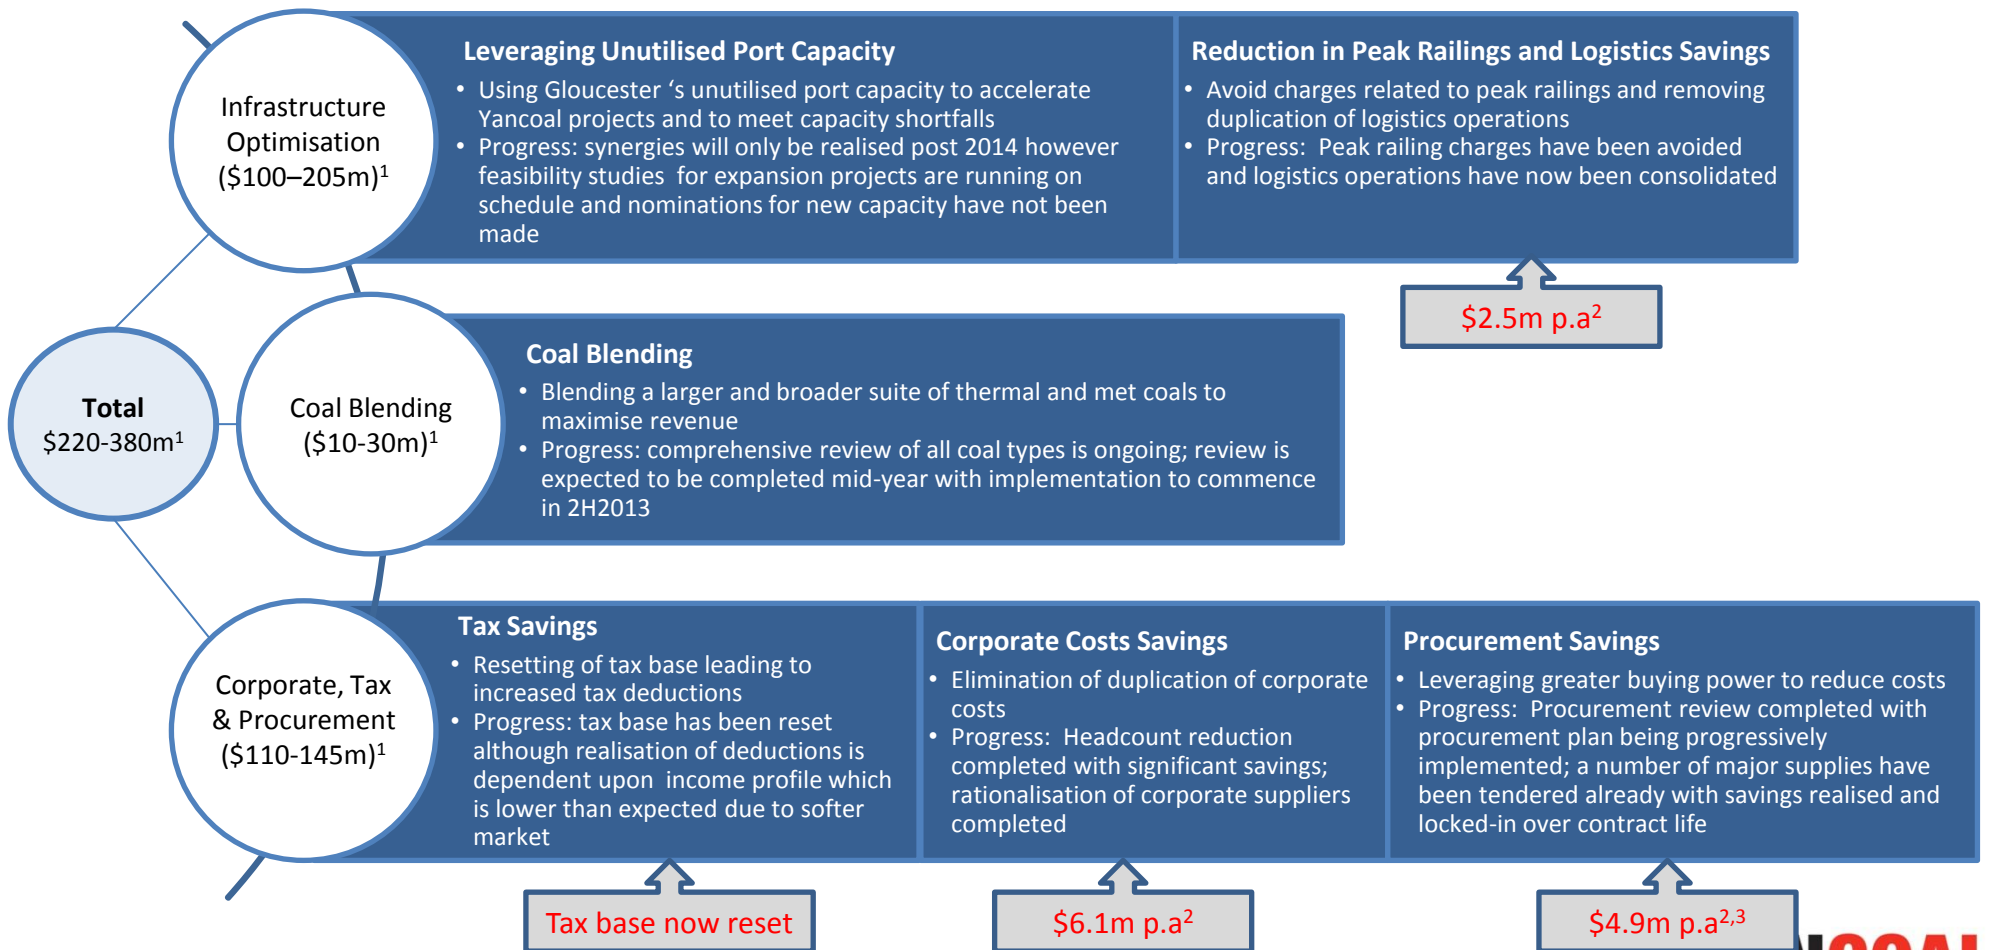 Infrastructure
Optimisation
($100–205m)1
Leveraging Unutilised Port Capacity
• Using Gloucester ‘s unutilised port capacity to accelerate
Yancoal projects and to meet capacity shortfalls
• Progress: synergies will only be realised post 2014 however
feasibility studies for expansion projects are running on
schedule and nominations for new capacity have not been
made
Reduction in Peak Railings and Logistics Savings
• Avoid charges related to peak railings and removing
duplication of logistics operations
• Progress: Peak railing charges have been avoided
and logistics operations have now been consolidated
$2.5m p.a2
Total
$220-380m1
Coal Blending
($10-30m)1
Coal Blending
• Blending a larger and broader suite of thermal and met coals to
maximise revenue
• Progress: comprehensive review of all coal types is ongoing; review is
expected to be completed mid-year with implementation to commence
in 2H2013
Corporate, Tax
& Procurement
($110-145m)1
Tax Savings
• Resetting of tax base leading to
increased tax deductions
• Progress: tax base has been reset
although realisation of deductions is
dependent upon income profile which
is lower than expected due to softer
market
Corporate Costs Savings
• Elimination of duplication of corporate
costs
• Progress: Headcount reduction
completed with significant savings;
rationalisation of corporate suppliers
completed
Procurement Savings
• Leveraging greater buying power to reduce costs
• Progress: Procurement review completed with
procurement plan being progressively
implemented; a number of major supplies have
been tendered already with savings realised and
locked-in over contract life
Tax base now reset
$6.1m p.a2
$4.9m p.a2,3